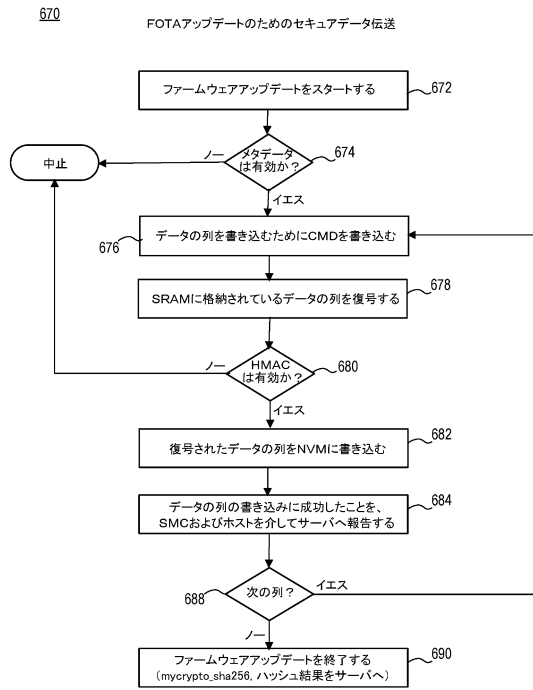 670
FOTAアップデートのためのセキュアデータ伝送
ファームウェアアップデートをスタートする
672
メタデータ
は有効か？
674
ノー
中止
イエス
データの列を書き込むためにCMDを書き込む
676
SRAMに格納されているデータの列を復号する
678
HMAC
は有効か？
680
ノー
イエス
復号されたデータの列をNVMに書き込む
682
データの列の書き込みに成功したことを、
SMCおよびホストを介してサーバへ報告する
684
次の列？
688
イエス
ノー
ファームウェアアップデートを終了する
(mycrypto_sha256, ハッシュ結果をサーバへ)
690